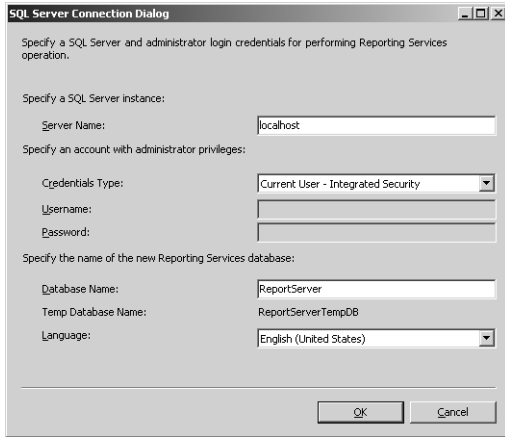 SQL Server Connection Dialog
Specify a SQL Server and administrator login credentials for performing Reporting Services
operation.
Specify a SQL Server instance:
Server Name: localhost
Specify an account with administrator privileges:
Credentials Type: Current User - Integrated Security
Username:
Password:
Specify the name of the new Reporting Services database:
Database Name: ReportServer
Temp Database Name: ReportServerTempDB
Language: English (United States)
OK Cancel